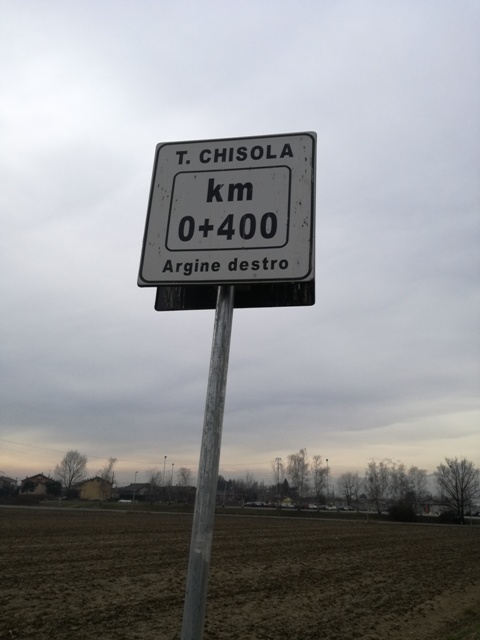 T. CHISOLA
km
0+400
Argine destro